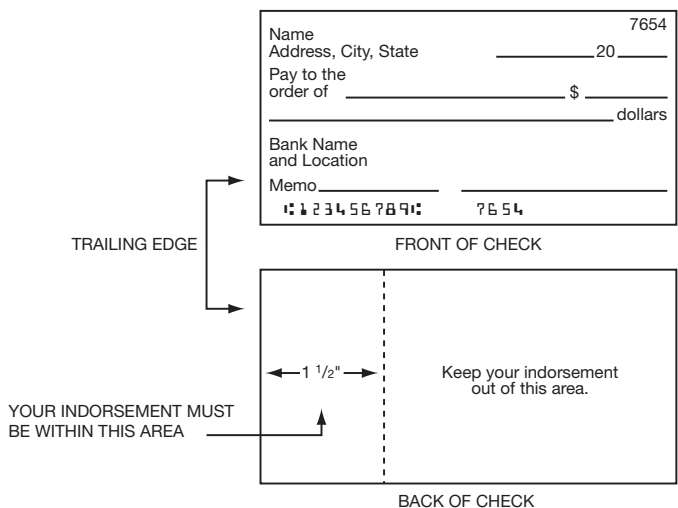 7654
Name
Address, City, State 20
Pay to the
order of $
dollars
Bank Name
and Location
Memo
⑆123456789⑆ 7654
TRAILING EDGE
FRONT OF CHECK
1 1/2"
Keep your indorsement
out of this area.
YOUR INDORSEMENT MUST
BE WITHIN THIS AREA
BACK OF CHECK